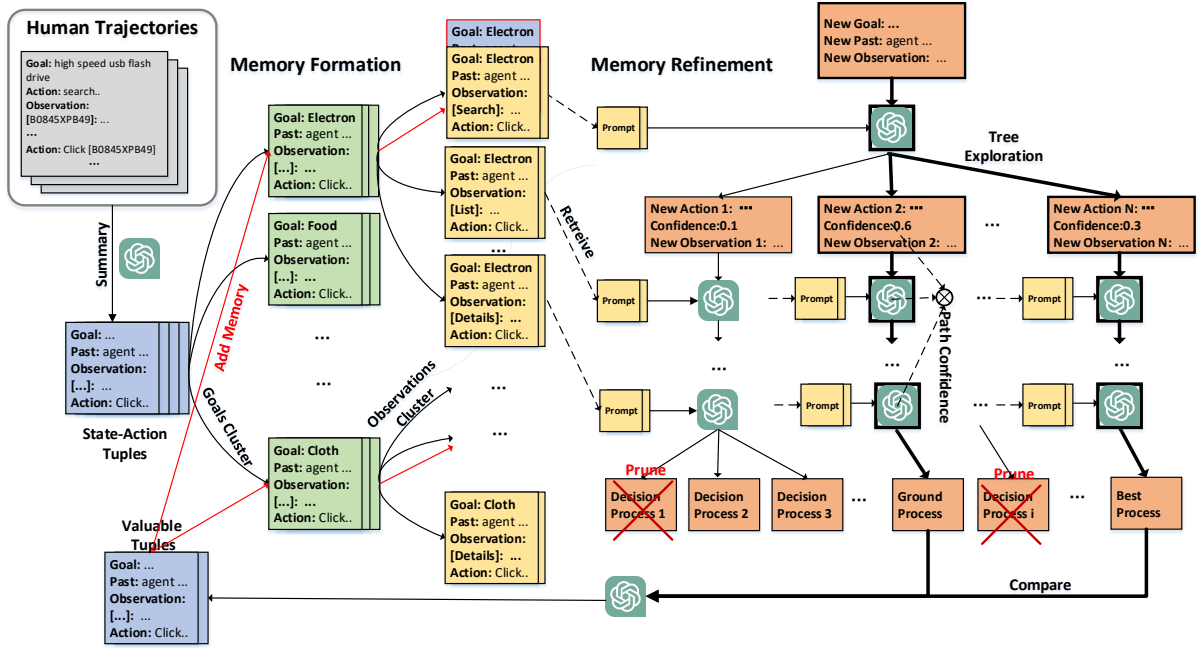 Human Trajectories
Goal: high speed usb flash
drive
Action: search..
Observation:
[B0845XPB49]: ...
...
Action: Click [B0845XPB49]
...
Summary
Goal: ...
Past: agent ...
Observation:
[...]: ...
Action: Click..
State-Action
Tuples
Add Memory
Goals Cluster
Valuable
Tuples
Goal: ...
Past: agent ...
Observation:
[...]: ...
Action: Click..
Memory Formation
Goal: Electron
Past: agent ...
Observation:
[...]: ...
Action: Click..
Goal: Food
Past: agent ...
Observation:
[...]: ...
Action: Click..
...
...
Goal: Cloth
Past: agent ...
Observation:
[...]: ...
Action: Click..
Observations
Cluster
Goal: Electron
Goal: Electron
Past: agent ...
Observation:
[Search]: ...
Action: Click..
Goal: Electron
Past: agent ...
Observation:
[List]: ...
Action: Click..
...
Goal: Electron
Past: agent ...
Observation:
[Details]: ...
Action: Click..
...
...
Goal: Cloth
Past: agent ...
Observation:
[Details]: ...
Action: Click..
Memory Refinement
Retreive
New Goal: ...
New Past: agent ...
New Observation: ...
Prompt
Tree
Exploration
New Action 1: ...
Confidence:0.1
New Observation 1: ...
New Action 2: ...
Confidence:0.6
New Observation 2: ...
...
New Action N: ...
Confidence:0.3
New Observation N: ...
Prompt
Prompt
...
Prompt
Path Confidence
...
...
...
Prompt
Prompt
...
Prompt
Prune
Decision
Process 1
Decision
Process 2
Decision
Process 3
...
Ground
Process
Prune
Decision
Process i
...
Best
Process
Compare